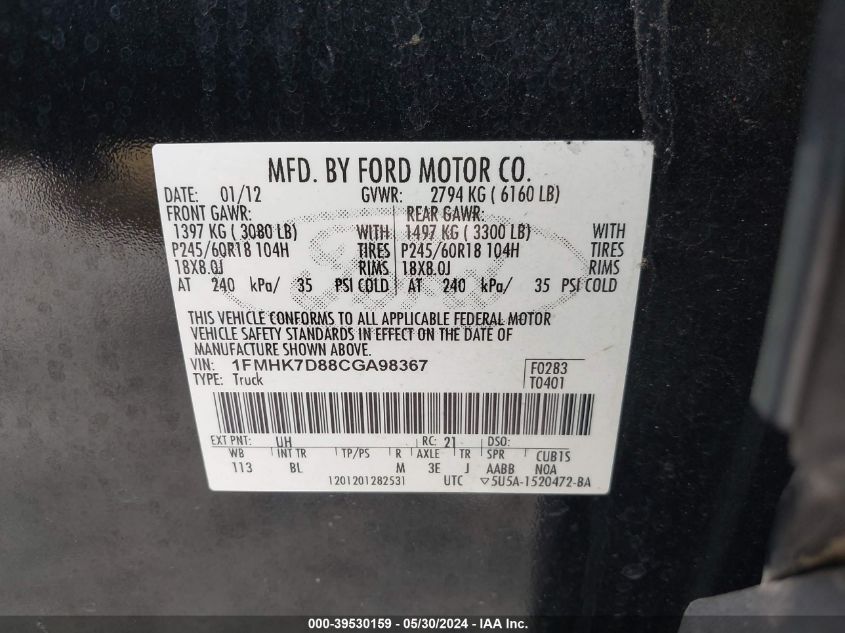 MFD. BY FORD MOTOR CO.
DATE: 01/12 GVWR: 2794 KG ( 6160 LB)
FRONT GAWR: REAR GAWR:
1397 KG ( 3080 LB) WITH 1497 KG ( 3300 LB) WITH
P245/60R18 104H TIRES P245/60R18 104H TIRES
18X8.0J RIMS 18X8.0J RIMS
AT 240 kPa/ 35 PSI COLD AT 240 kPa/ 35 PSI COLD
THIS VEHICLE CONFORMS TO ALL APPLICABLE FEDERAL MOTOR
VEHICLE SAFETY STANDARDS IN EFFECT ON THE DATE OF
MANUFACTURE SHOWN ABOVE.
VIN: 1FMHK7D88CGA98367 F0283
TYPE: Truck T0401
EXT PNT: UH RC: 21 DSO:
WB INT TR TP/PS R AXLE TR SPR CUB1S
113 BL M 3E J AABB NOA
1201201282531 UTC ▽5U5A-1520472-BA
000-39530159 - 05/30/2024 - IAA Inc.